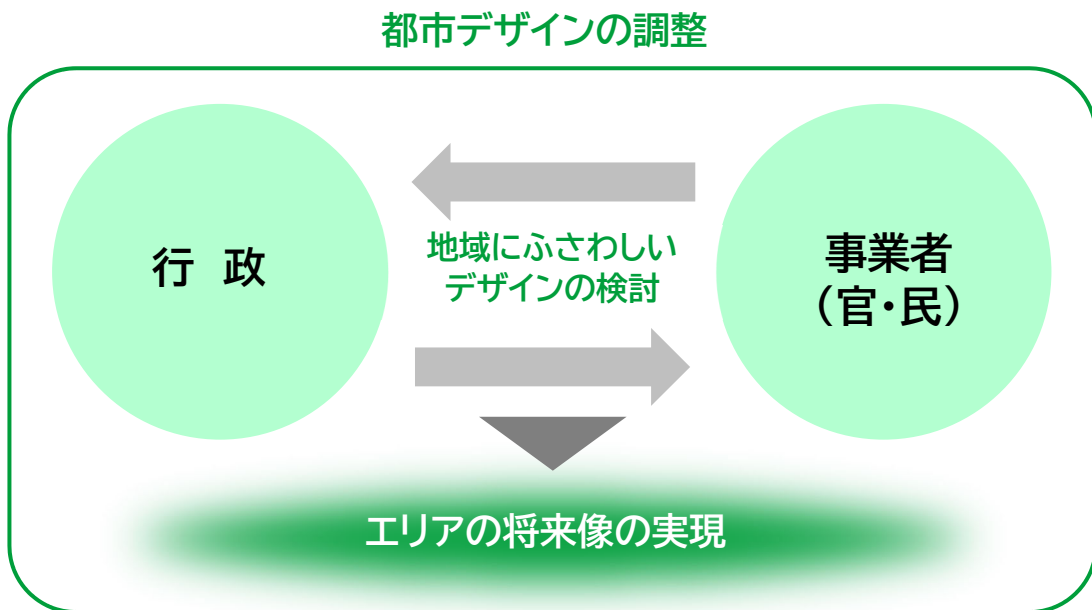 都市デザインの調整
行 政
地域にふさわしい
デザインの検討
事業者
（官・民）
エリアの将来像の実現